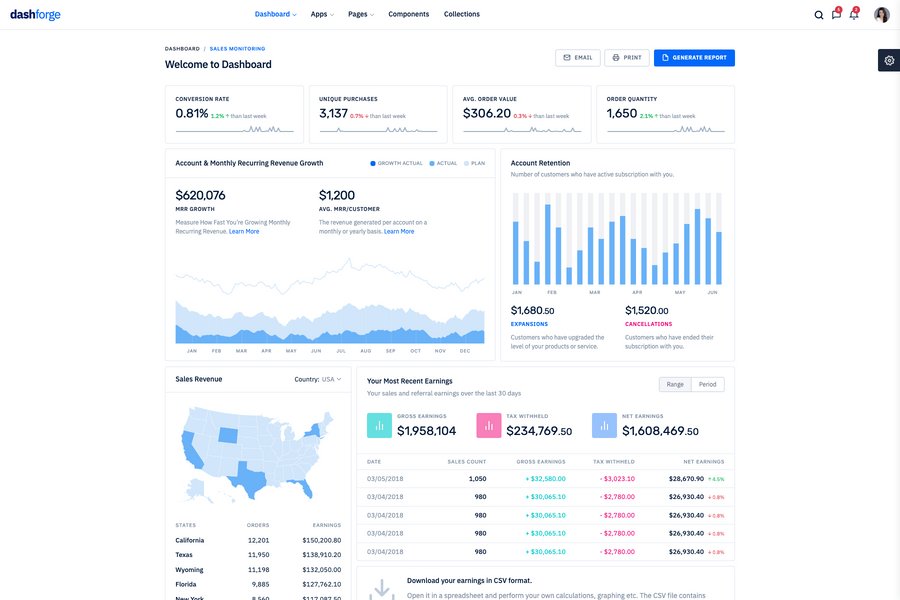 dashforge
Dashboard Apps Pages Components Collections
DASHBOARD / SALES MONITORING
Welcome to Dashboard
EMAIL PRINT GENERATE REPORT
CONVERSION RATE
0.81% 1.2% than last week
UNIQUE PURCHASES
3,137 0.7% than last week
AVG. ORDER VALUE
$306.20 0.3% than last week
ORDER QUANTITY
1,650 2.1% than last week
Account & Monthly Recurring Revenue Growth
GROWTH ACTUAL ACTUAL PLAN
$620,076
MRR GROWTH
Measure How Fast You're Growing Monthly
Recurring Revenue. Learn More
$1,200
AVG. MRR/CUSTOMER
The revenue generated per account on a
monthly or yearly basis. Learn More
JAN FEB MAR APR MAY JUN JUL AUG SEP OCT NOV DEC
Account Retention
Number of customers who have active subscription with you.
JAN FEB MAR APR MAY JUN
$1,680.50
EXPANSIONS
Customers who have upgraded the
level of your products or service.
$1,520.00
CANCELLATIONS
Customers who have ended their
subscription with you.
Sales Revenue
Country: USA
STATES ORDERS EARNINGS
California 12,201 $150,200.80
Texas 11,950 $138,910.20
Wyoming 11,198 $132,050.00
Florida 9,885 $127,762.10
New York 8,560 $117,087.50
Your Most Recent Earnings
Your sales and referral earnings over the last 30 days
Range Period
GROSS EARNINGS
$1,958,104
TAX WITHHELD
$234,769.50
NET EARNINGS
$1,608,469.50
DATE SALES COUNT GROSS EARNINGS TAX WITHHELD NET EARNINGS
03/05/2018 1,050 + $32,580.00 - $3,023.10 $28,670.90 4.5%
03/04/2018 980 + $30,065.10 - $2,780.00 $26,930.40 0.8%
03/04/2018 980 + $30,065.10 - $2,780.00 $26,930.40 0.8%
03/04/2018 980 + $30,065.10 - $2,780.00 $26,930.40 0.8%
03/04/2018 980 + $30,065.10 - $2,780.00 $26,930.40 0.8%
Download your earnings in CSV format.
Open it in a spreadsheet and perform your own calculations, graphing etc. The CSV file contains